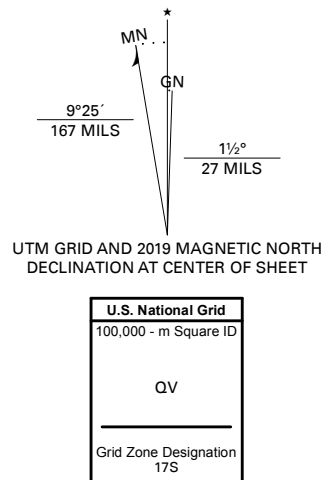 ★
MN
GN
9°25´
167 MILS
1½°
27 MILS
UTM GRID AND 2019 MAGNETIC NORTH
DECLINATION AT CENTER OF SHEET
U.S. National Grid
100,000 - m Square ID
QV
Grid Zone Designation
17S